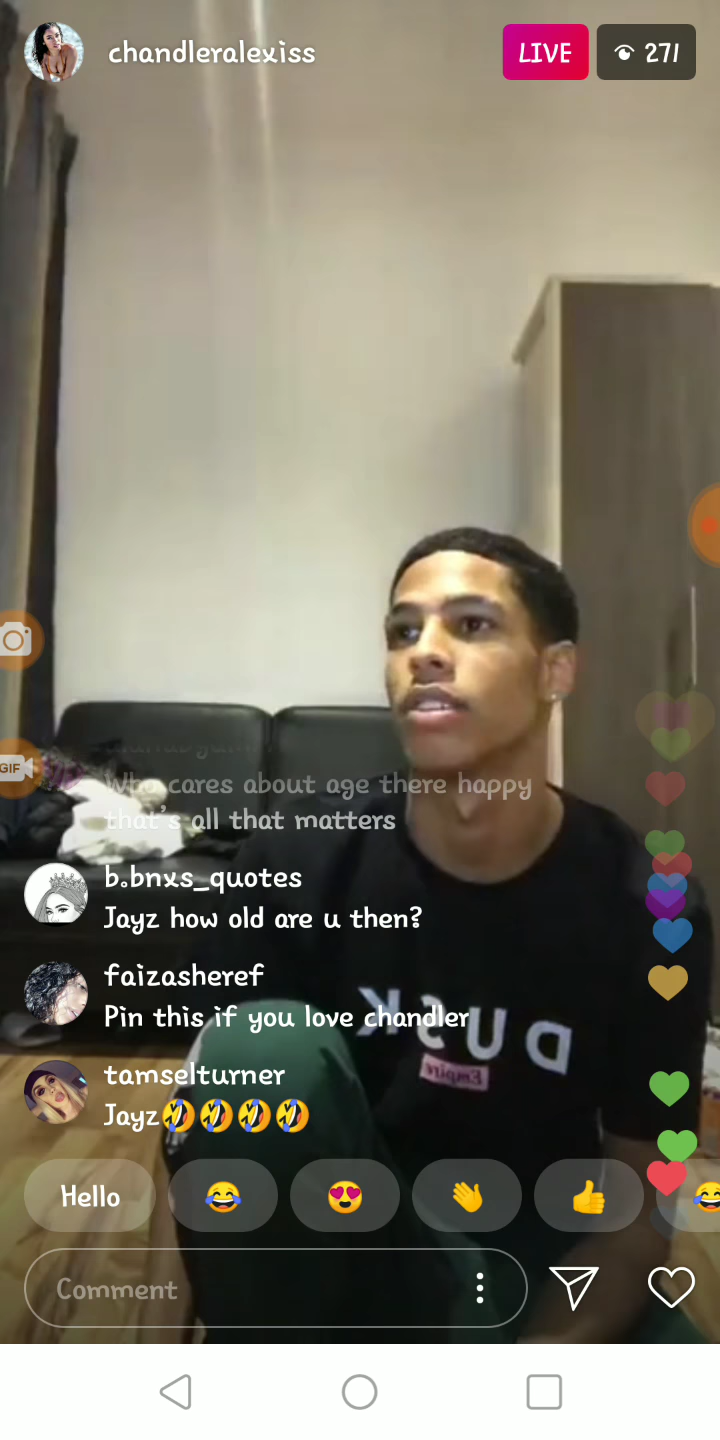 chandleralexiss
LIVE
271
Who cares about age there happy
that's all that matters
b.bnxs_quotes
Jayz how old are u then?
faizasheref
Pin this if you love chandler
DUSK
Empire
tamselturner
Jayz🤣🤣🤣🤣
GIF
Hello
😂 😍 👋 👍 😂
Comment